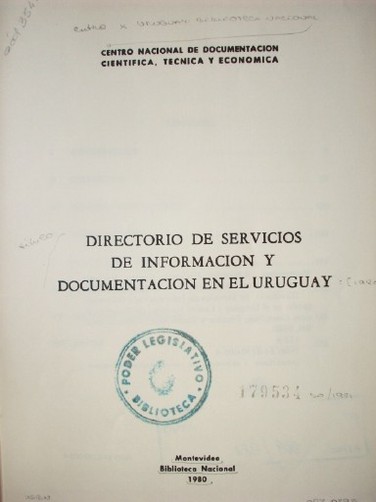 CENTRO NACIONAL DE DOCUMENTACION
CIENTIFICA, TECNICA Y ECONOMICA
DIRECTORIO DE SERVICIOS
DE INFORMACION Y
DOCUMENTACION EN EL URUGUAY
PODER LEGISLATIVO
BIBLIOTECA
179534
Montevideo
Biblioteca Nacional
1980